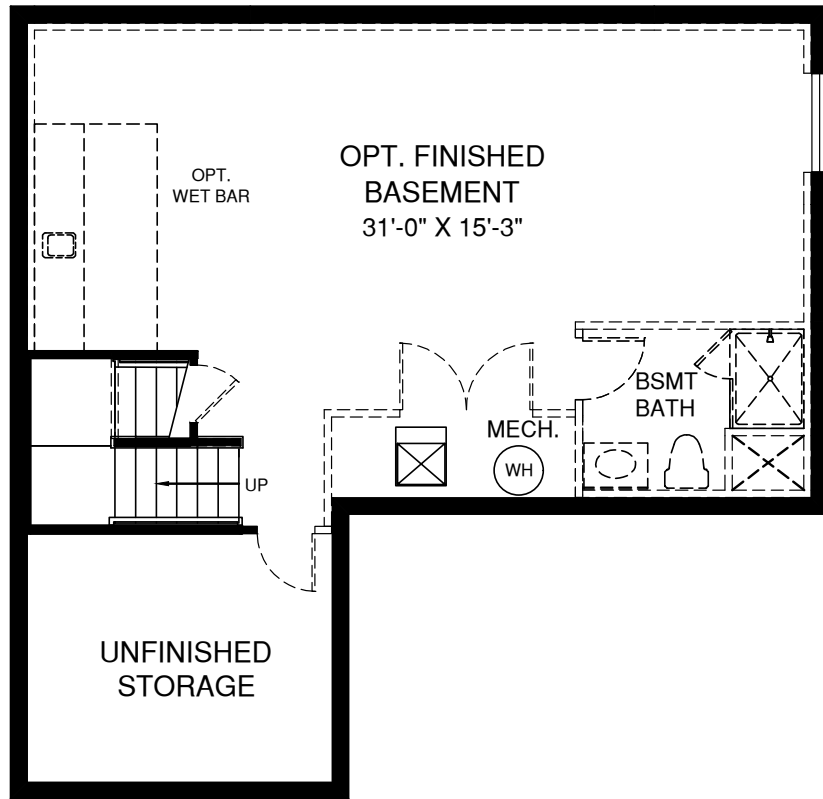 OPT. FINISHED
BASEMENT
31'-0" X 15'-3"
OPT.
WET BAR
BSMT
BATH
MECH.
WH
UP
UNFINISHED
STORAGE